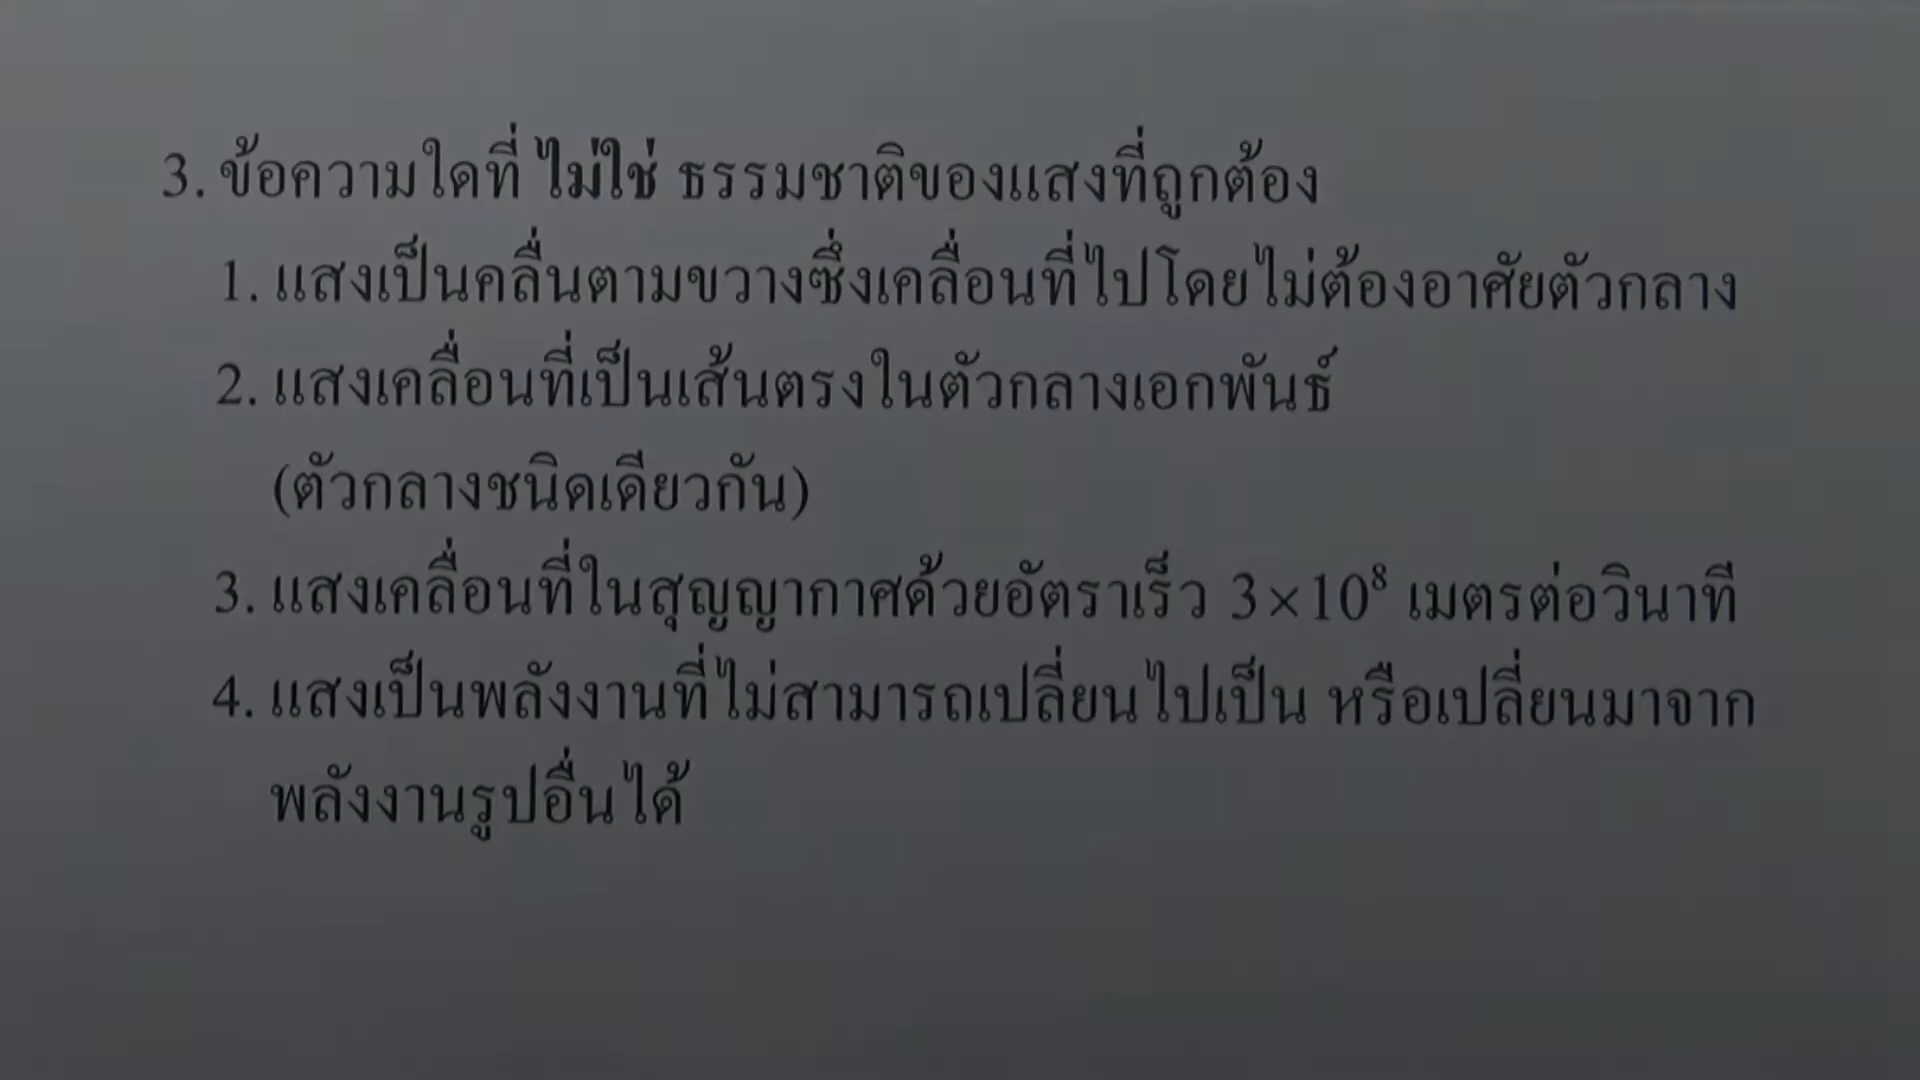 3. ข้อความใดที่ ไม่ใช่ ธรรมชาติของแสงที่ถูกต้อง
1. แสงเป็นคลื่นตามขวางซึ่งเคลื่อนที่ไปโดยไม่ต้องอาศัยตัวกลาง
2. แสงเคลื่อนที่เป็นเส้นตรงในตัวกลางเอกพันธ์
(ตัวกลางชนิดเดียวกัน)
3. แสงเคลื่อนที่ในสุญญากาศด้วยอัตราเร็ว 3×10⁸ เมตรต่อวินาที
4. แสงเป็นพลังงานที่ไม่สามารถเปลี่ยนไปเป็น หรือเปลี่ยนมาจาก
พลังงานรูปอื่นได้